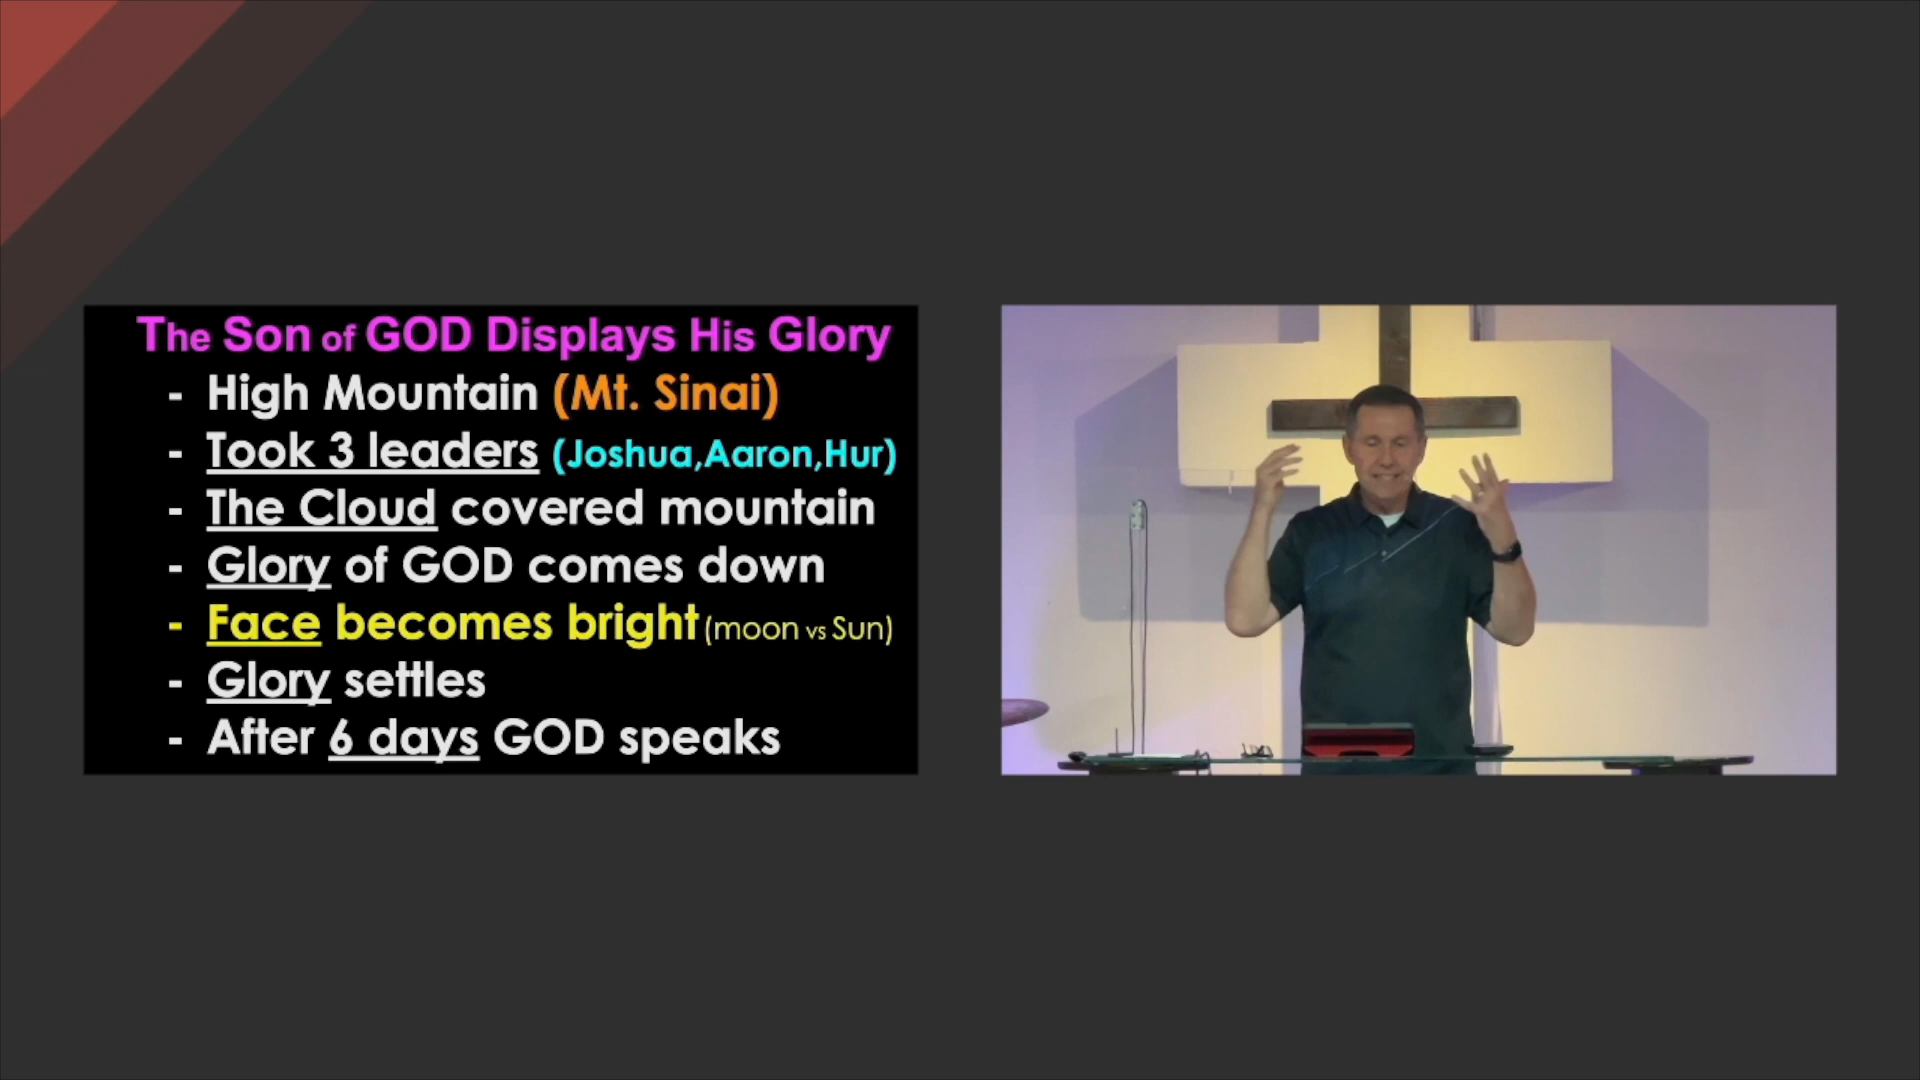 The Son of GOD Displays His Glory
- High Mountain (Mt. Sinai)
- Took 3 leaders (Joshua,Aaron,Hur)
- The Cloud covered mountain
- Glory of GOD comes down
- Face becomes bright (moon vs Sun)
- Glory settles
- After 6 days GOD speaks